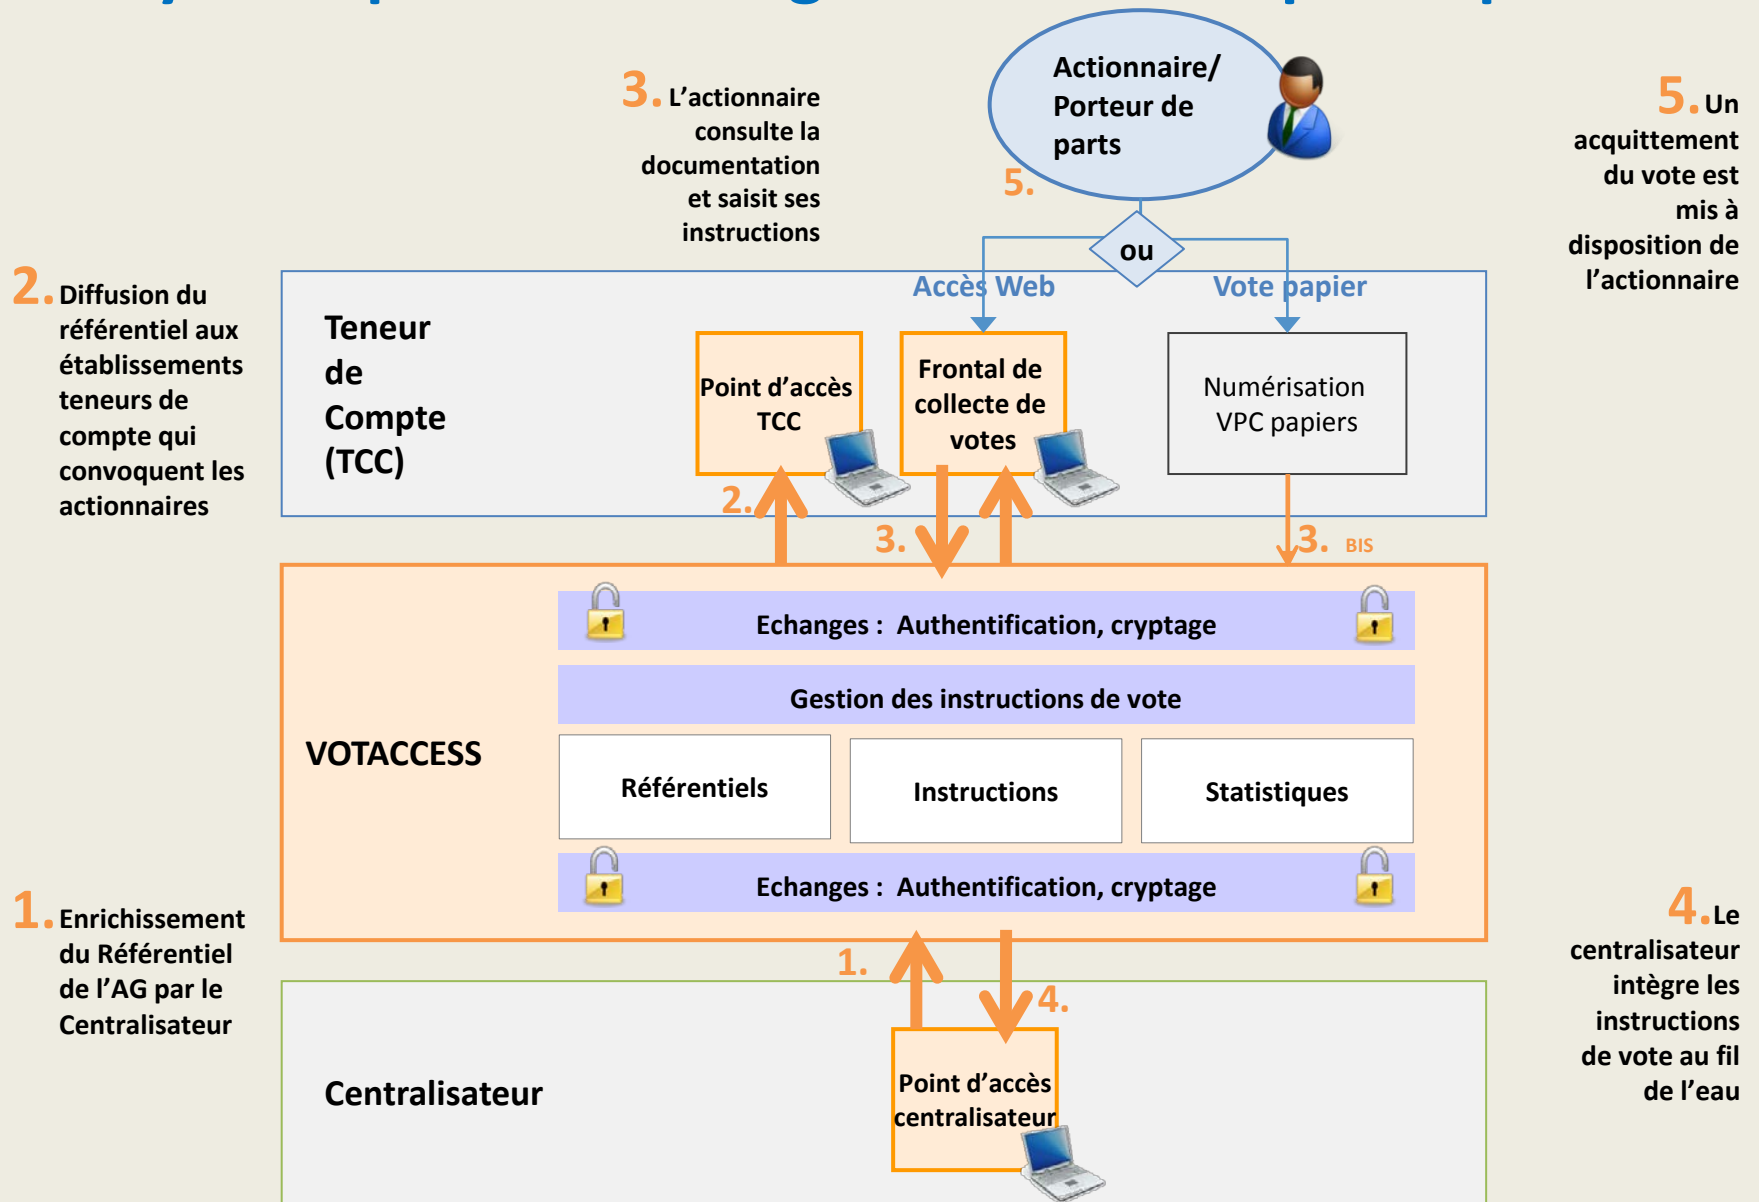 3. L’actionnaire
consulte la
documentation
et saisit ses
instructions
Actionnaire/
Porteur de
parts
5.
5. Un
acquittement
du vote est
mis à
disposition de
l’actionnaire
ou
2. Diffusion du
référentiel aux
établissements
teneurs de
compte qui
convoquent les
actionnaires
Teneur
de
Compte
(TCC)
Accès Web
Vote papier
Point d’accès
TCC
Frontal de
collecte de
votes
Numérisation
VPC papiers
2.
3.
3. BIS
VOTACCESS
Echanges : Authentification, cryptage
Gestion des instructions de vote
Référentiels
Instructions
Statistiques
Echanges : Authentification, cryptage
1. Enrichissement
du Référentiel
de l’AG par le
Centralisateur
1.
4.
4. Le
centralisateur
intègre les
instructions
de vote au fil
de l’eau
Centralisateur
Point d’accès
centralisateur